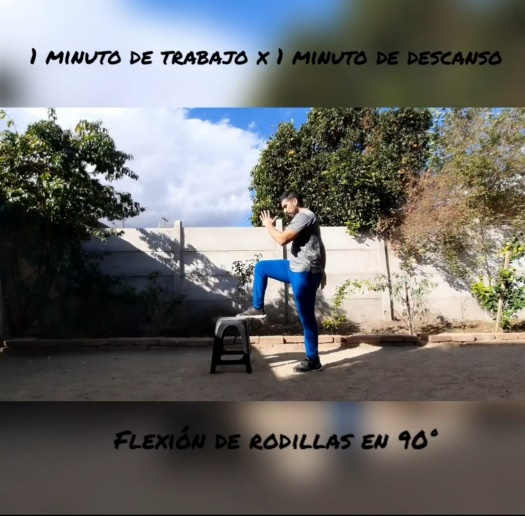 1 MINUTO DE TRABAJO X 1 MINUTO DE DESCANSO
FLEXIÓN DE RODILLAS EN 90°